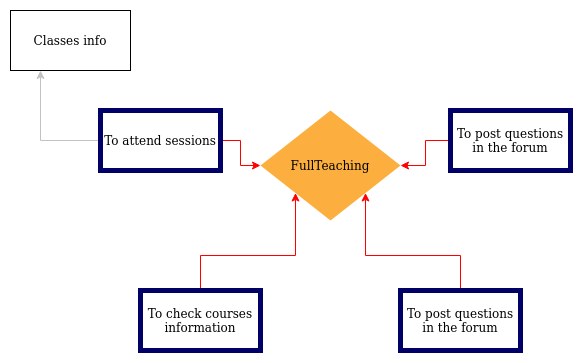 Classes info
To attend sessions
FullTeaching
To post questions
in the forum
To check courses
information
To post questions
in the forum